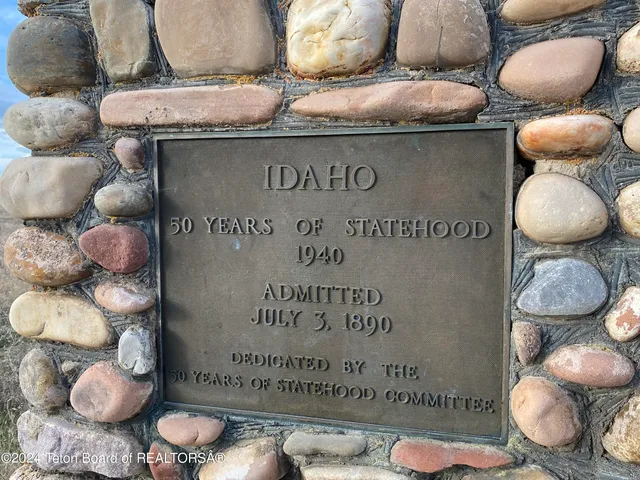 IDAHO
50 YEARS OF STATEHOOD
1940
ADMITTED
JULY 3, 1890
DEDICATED BY THE
50 YEARS OF STATEHOOD COMMITTEE
©2024 Teton Board of REALTORSÂ®